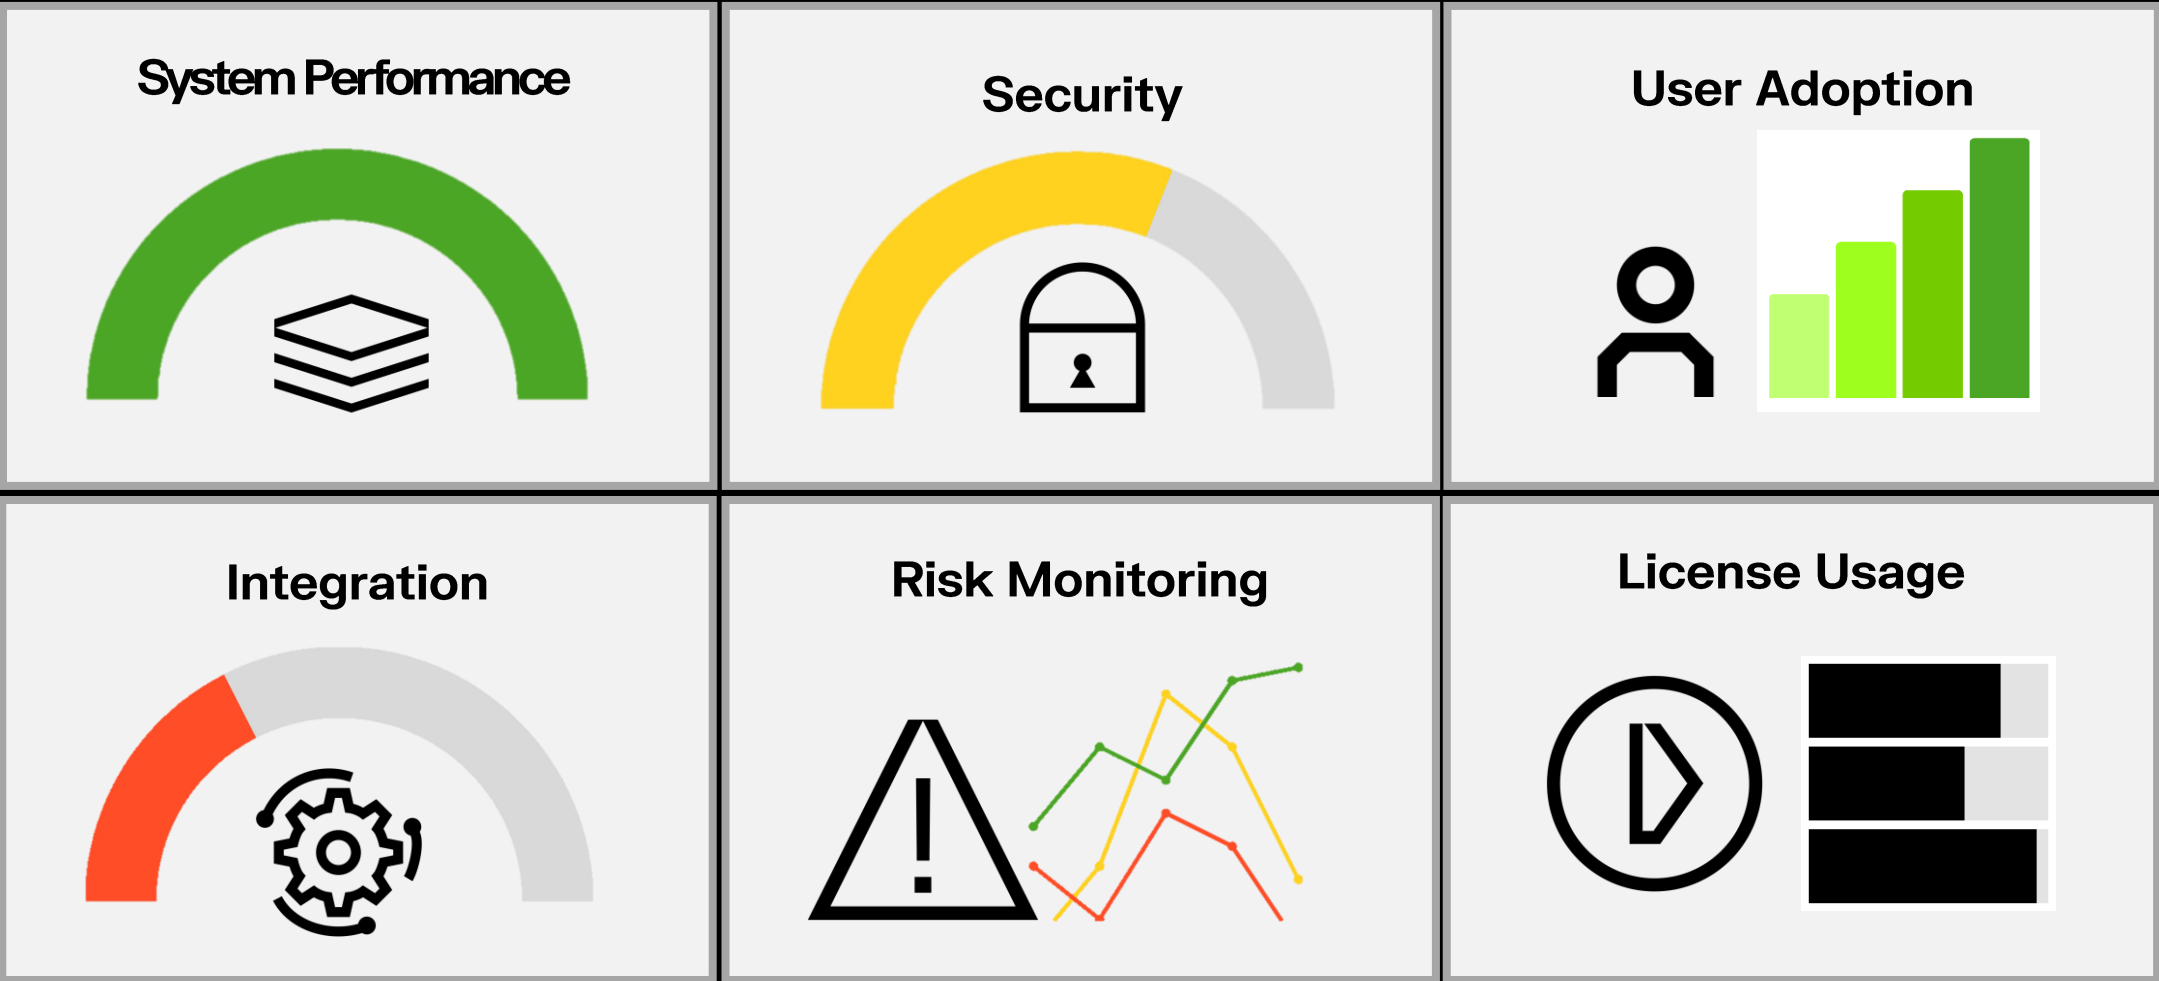 System Performance
Security
User Adoption
Integration
Risk Monitoring
License Usage